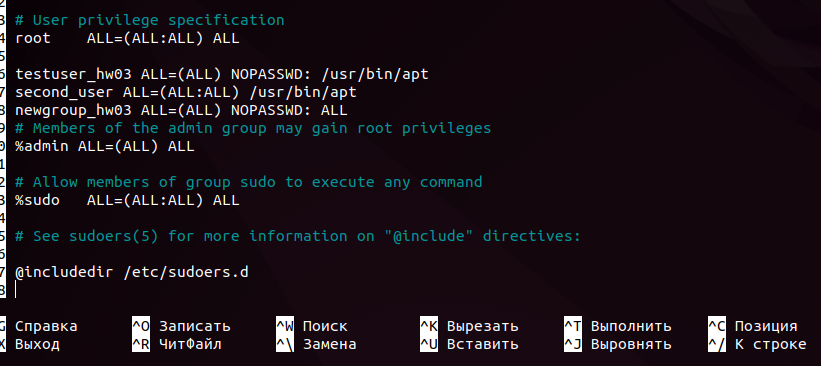 2
3 # User privilege specification
4 root    ALL=(ALL:ALL) ALL
5
6 testuser_hw03 ALL=(ALL) NOPASSWD: /usr/bin/apt
7 second_user ALL=(ALL:ALL) /usr/bin/apt
8 newgroup_hw03 ALL=(ALL) NOPASSWD: ALL
9 # Members of the admin group may gain root privileges
0 %admin ALL=(ALL) ALL
1
2 # Allow members of group sudo to execute any command
3 %sudo   ALL=(ALL:ALL) ALL
4
5 # See sudoers(5) for more information on "@include" directives:
6
7 @includedir /etc/sudoers.d
8
G Справка ^O Записать ^W Поиск ^K Вырезать ^T Выполнить ^C Позиция
X Выход ^R ЧитФайл ^\ Замена ^U Вставить ^J Выровнять ^/ К строке